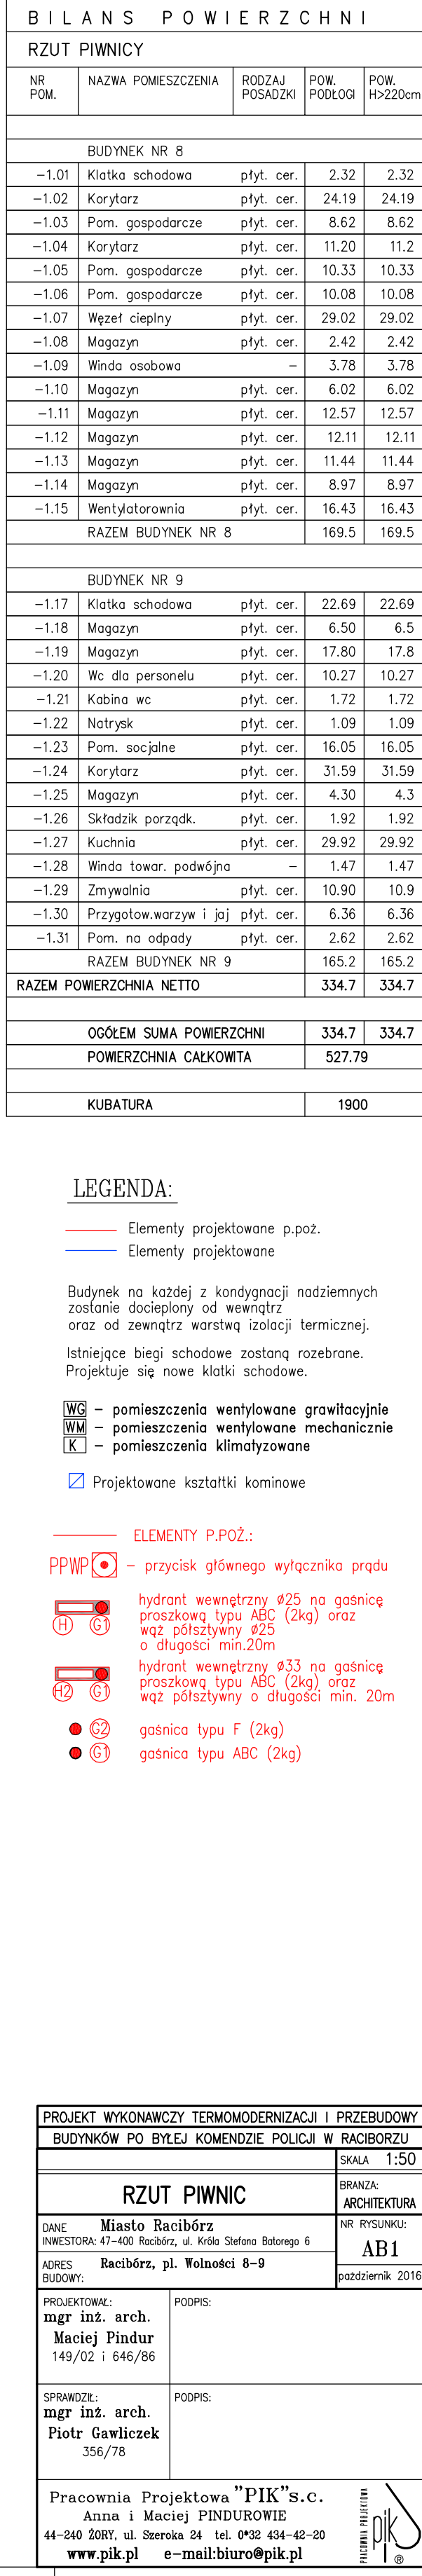 BILANS POWIERZCHNI
RZUT PIWNICY
NR POM. NAZWA POMIESZCZENIA RODZAJ POSADZKI POW. PODŁOGI POW. H>220cm
BUDYNEK NR 8
-1.01 Klatka schodowa płyt. cer. 2.32 2.32
-1.02 Korytarz płyt. cer. 24.19 24.19
-1.03 Pom. gospodarcze płyt. cer. 8.62 8.62
-1.04 Korytarz płyt. cer. 11.20 11.2
-1.05 Pom. gospodarcze płyt. cer. 10.33 10.33
-1.06 Pom. gospodarcze płyt. cer. 10.08 10.08
-1.07 Węzeł cieplny płyt. cer. 29.02 29.02
-1.08 Magazyn płyt. cer. 2.42 2.42
-1.09 Winda osobowa - 3.78 3.78
-1.10 Magazyn płyt. cer. 6.02 6.02
-1.11 Magazyn płyt. cer. 12.57 12.57
-1.12 Magazyn płyt. cer. 12.11 12.11
-1.13 Magazyn płyt. cer. 11.44 11.44
-1.14 Magazyn płyt. cer. 8.97 8.97
-1.15 Wentylatorownia płyt. cer. 16.43 16.43
RAZEM BUDYNEK NR 8 169.5 169.5
BUDYNEK NR 9
-1.17 Klatka schodowa płyt. cer. 22.69 22.69
-1.18 Magazyn płyt. cer. 6.50 6.5
-1.19 Magazyn płyt. cer. 17.80 17.8
-1.20 Wc dla personelu płyt. cer. 10.27 10.27
-1.21 Kabina wc płyt. cer. 1.72 1.72
-1.22 Natrysk płyt. cer. 1.09 1.09
-1.23 Pom. socjalne płyt. cer. 16.05 16.05
-1.24 Korytarz płyt. cer. 31.59 31.59
-1.25 Magazyn płyt. cer. 4.30 4.3
-1.26 Składzik porządk. płyt. cer. 1.92 1.92
-1.27 Kuchnia płyt. cer. 29.92 29.92
-1.28 Winda towar. podwójna - 1.47 1.47
-1.29 Zmywalnia płyt. cer. 10.90 10.9
-1.30 Przygotow.warzyw i jaj płyt. cer. 6.36 6.36
-1.31 Pom. na odpady płyt. cer. 2.62 2.62
RAZEM BUDYNEK NR 9 165.2 165.2
RAZEM POWIERZCHNIA NETTO 334.7 334.7
OGÓŁEM SUMA POWIERZCHNI 334.7 334.7
POWIERZCHNIA CAŁKOWITA 527.79
KUBATURA 1900
LEGENDA:
Elementy projektowane p.poż.
Elementy projektowane
Budynek na każdej z kondygnacji nadziemnych
zostanie docieplony od wewnątrz
oraz od zewnątrz warstwą izolacji termicznej.
Istniejące biegi schodowe zostaną rozebrane.
Projektuje się nowe klatki schodowe.
WG - pomieszczenia wentylowane grawitacyjnie
WM - pomieszczenia wentylowane mechanicznie
K - pomieszczenia klimatyzowane
Projektowane kształtki kominowe
ELEMENTY P.POŻ.:
PPWP - przycisk głównego wyłącznika prądu
hydrant wewnętrzny ø25 na gaśnicę
proszkową typu ABC (2kg) oraz
H G1 wąż półsztywny ø25
o długości min.20m
hydrant wewnętrzny ø33 na gaśnicę
proszkową typu ABC (2kg) oraz
H2 G1 wąż półsztywny o długości min. 20m
G2 gaśnica typu F (2kg)
G1 gaśnica typu ABC (2kg)
PROJEKT WYKONAWCZY TERMOMODERNIZACJI I PRZEBUDOWY
BUDYNKÓW PO BYŁEJ KOMENDZIE POLICJI W RACIBORZU
SKALA 1:50
RZUT PIWNIC
BRANŻA:
ARCHITEKTURA
DANE INWESTORA: Miasto Racibórz
47-400 Racibórz, ul. Króla Stefana Batorego 6
NR RYSUNKU:
AB1
ADRES BUDOWY: Racibórz, pl. Wolności 8-9
październik 2016
PROJEKTOWAŁ: PODPIS:
mgr inż. arch.
Maciej Pindur
149/02 i 646/86
SPRAWDZIŁ: PODPIS:
mgr inż. arch.
Piotr Gawliczek
356/78
Pracownia Projektowa "PIK"s.c.
Anna i Maciej PINDUROWIE
44-240 ŻORY, ul. Szeroka 24 tel. 0*32 434-42-20
www.pik.pl e-mail:biuro@pik.pl
PRACOWNIA PROJEKTOWA
pik
®